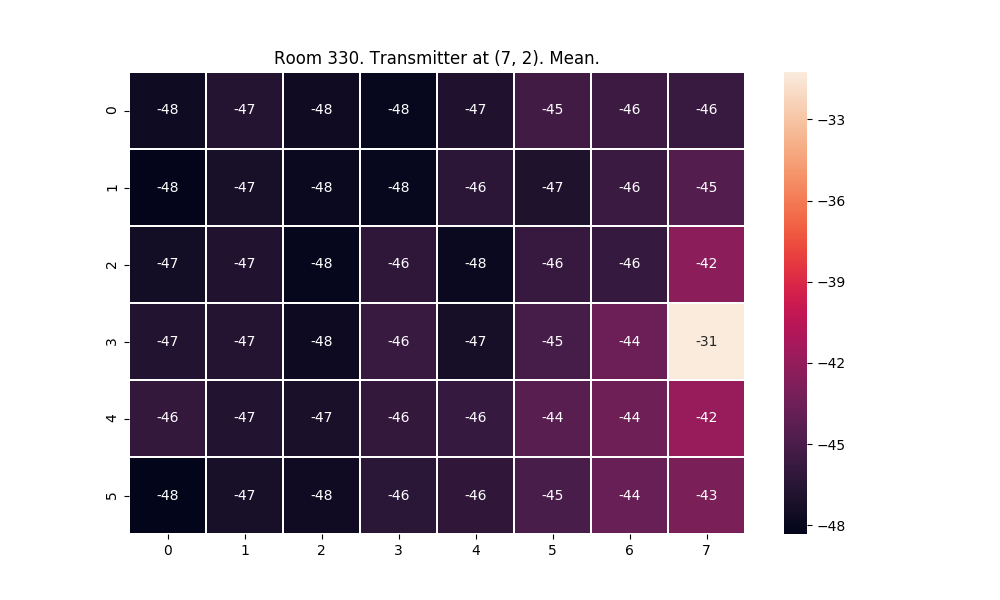 Room 330. Transmitter at (7, 2). Mean.
0 -48 -47 -48 -48 -47 -45 -46 -46
1 -48 -47 -48 -48 -46 -47 -46 -45
2 -47 -47 -48 -46 -48 -46 -46 -42
3 -47 -47 -48 -46 -47 -45 -44 -31
4 -46 -47 -47 -46 -46 -44 -44 -42
5 -48 -47 -48 -46 -46 -45 -44 -43
0 1 2 3 4 5 6 7
−33
−36
−39
−42
−45
−48